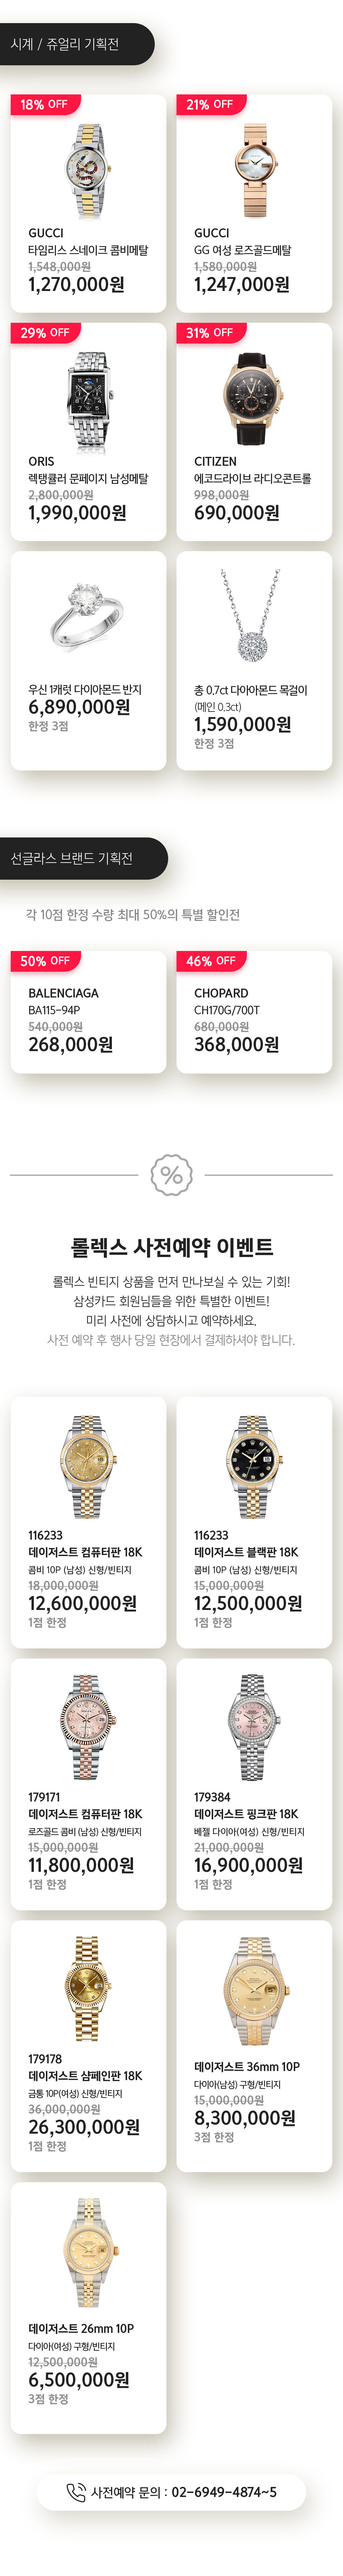 시계 / 쥬얼리 기획전
18% OFF
GUCCI
타임리스 스네이크 콤비메탈
1,548,000원
1,270,000원
21% OFF
GUCCI
GG 여성 로즈골드메탈
1,580,000원
1,247,000원
29% OFF
ORIS
렉탱큘러 문페이지 남성메탈
2,800,000원
1,990,000원
31% OFF
CITIZEN
에코드라이브 라디오콘트롤
998,000원
690,000원
우신 1캐럿 다이아몬드 반지
6,890,000원
한정 3점
총 0.7ct 다아아몬드 목걸이
(메인 0.3ct)
1,590,000원
한정 3점
선글라스 브랜드 기획전
각 10점 한정 수량 최대 50%의 특별 할인전
50% OFF
BALENCIAGA
BA115-94P
540,000원
268,000원
46% OFF
CHOPARD
CH170G/700T
680,000원
368,000원
%
롤렉스 사전예약 이벤트
롤렉스 빈티지 상품을 먼저 만나보실 수 있는 기회!
삼성카드 회원님들을 위한 특별한 이벤트!
미리 사전에 상담하시고 예약하세요.
사전 예약 후 행사 당일 현장에서 결제하셔야 합니다.
116233
데이저스트 컴퓨터판 18K
콤비 10P (남성) 신형/빈티지
18,000,000원
12,600,000원
1점 한정
116233
데이저스트 블랙판 18K
콤비 10P (남성) 신형/빈티지
15,000,000원
12,500,000원
1점 한정
179171
데이저스트 컴퓨터판 18K
로즈골드 콤비 (남성) 신형/빈티지
15,000,000원
11,800,000원
1점 한정
179384
데이저스트 핑크판 18K
베젤 다이아(여성) 신형/빈티지
21,000,000원
16,900,000원
1점 한정
179178
데이저스트 샴페인판 18K
금통 10P(여성) 신형/빈티지
36,000,000원
26,300,000원
1점 한정
데이저스트 36mm 10P
다이아(남성) 구형/빈티지
15,000,000원
8,300,000원
3점 한정
데이저스트 26mm 10P
다이아(여성) 구형/빈티지
12,500,000원
6,500,000원
3점 한정
사전예약 문의 : 02-6949-4874~5